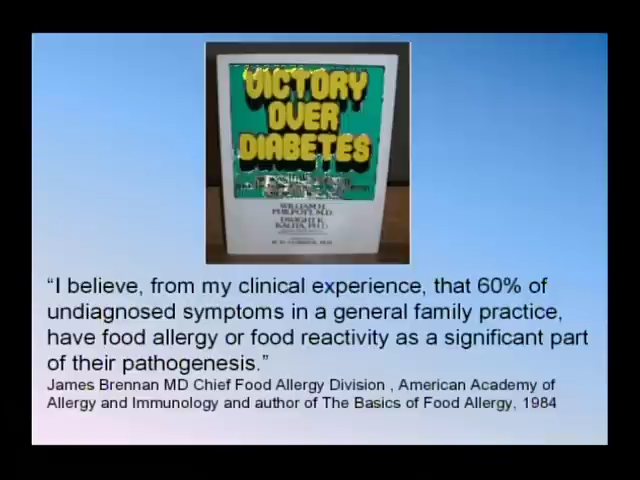 VICTORY
OVER
DIABETES
WILLIAM H.
PHILPOTT, M.D.
DWIGHT K.
KALITA, PH.D.
“I believe, from my clinical experience, that 60% of
undiagnosed symptoms in a general family practice,
have food allergy or food reactivity as a significant part
of their pathogenesis.”
James Brennan MD Chief Food Allergy Division , American Academy of
Allergy and Immunology and author of The Basics of Food Allergy, 1984